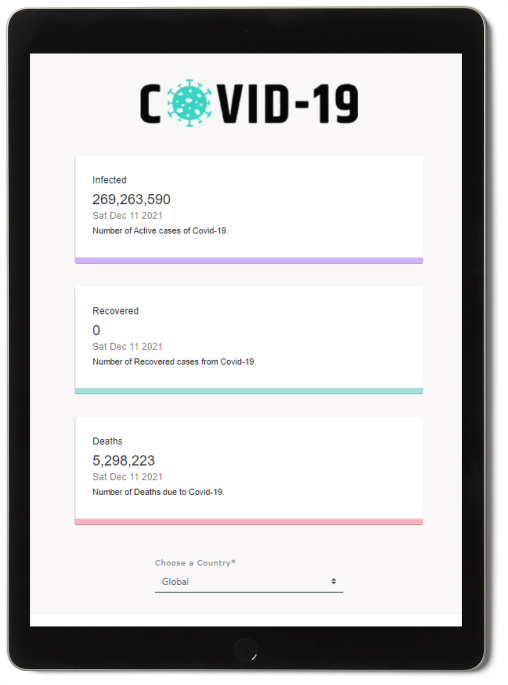 COVID-19
Infected
269,263,590
Sat Dec 11 2021
Number of Active cases of Covid-19.
Recovered
0
Sat Dec 11 2021
Number of Recovered cases from Covid-19.
Deaths
5,298,223
Sat Dec 11 2021
Number of Deaths due to Covid-19.
Choose a Country*
Global